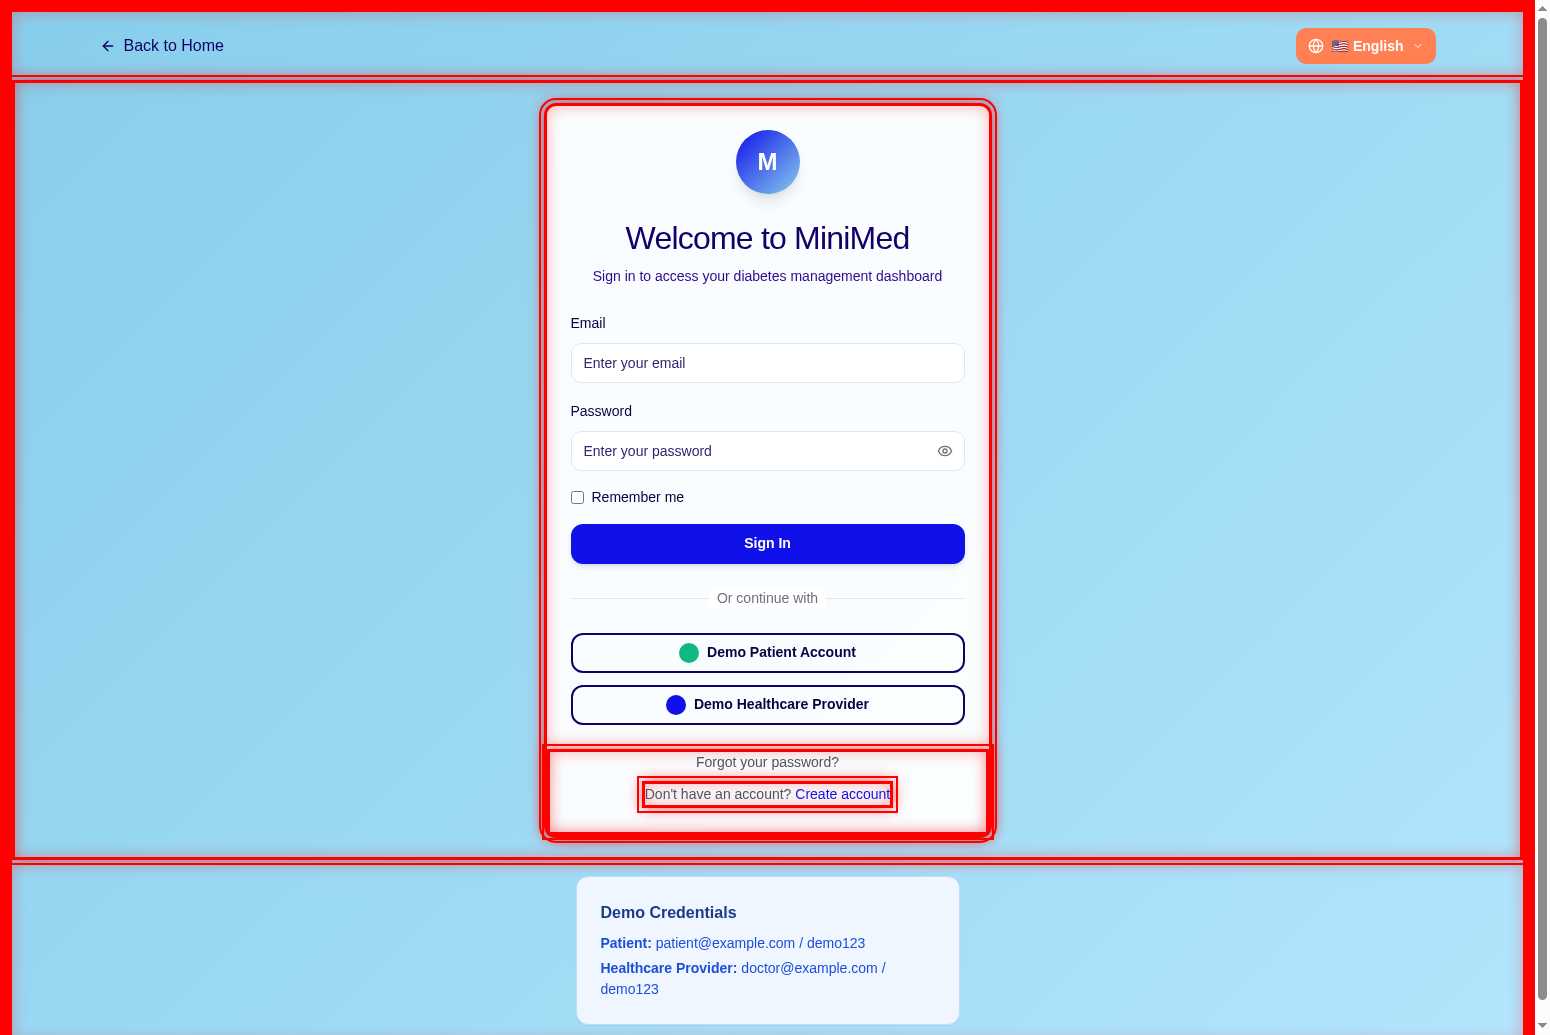 Back to Home
🇺🇸 English
M
Welcome to MiniMed
Sign in to access your diabetes management dashboard
Email
Enter your email
Password
Enter your password
Remember me
Sign In
Or continue with
Demo Patient Account
Demo Healthcare Provider
Forgot your password?
Don't have an account? Create account
Demo Credentials
Patient: patient@example.com / demo123
Healthcare Provider: doctor@example.com /
demo123